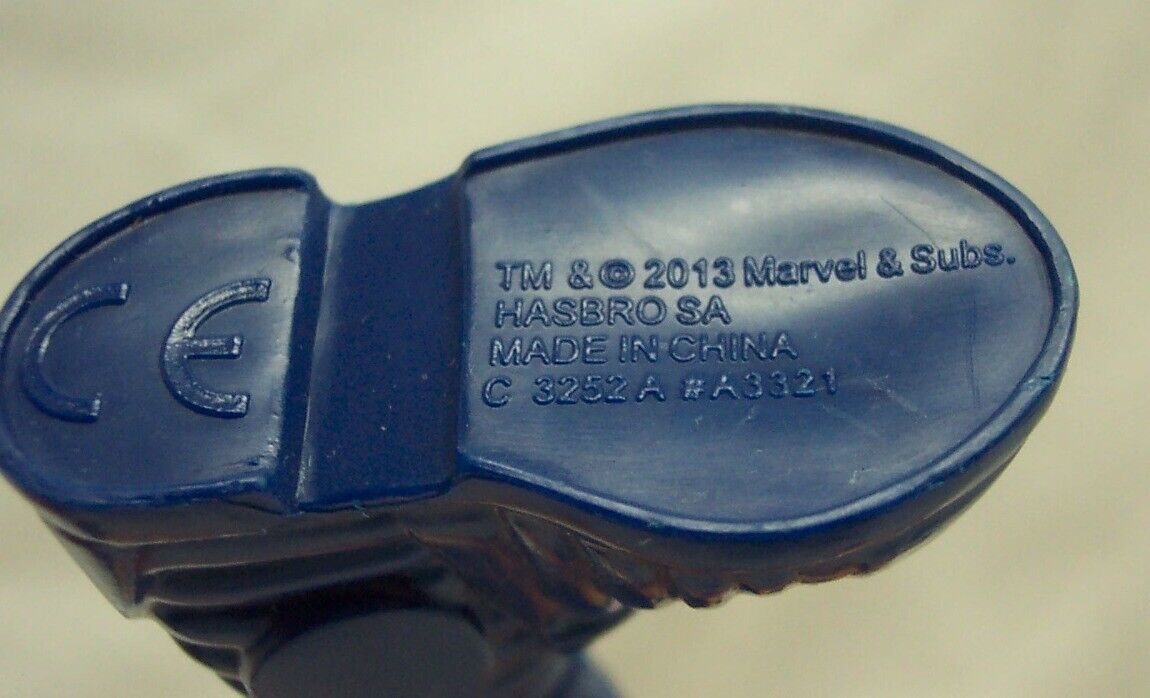 CE
TM & © 2013 Marvel & Subs.
HASBRO SA
MADE IN CHINA
C 3252 A #A3321